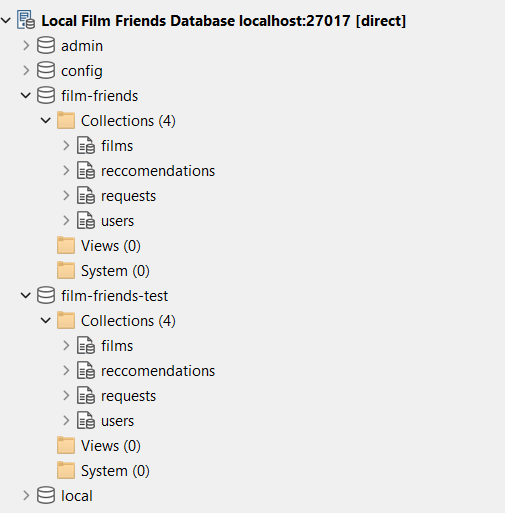 Local Film Friends Database localhost:27017 [direct]
admin
config
film-friends
Collections (4)
films
reccomendations
requests
users
Views (0)
System (0)
film-friends-test
Collections (4)
films
reccomendations
requests
users
Views (0)
System (0)
local